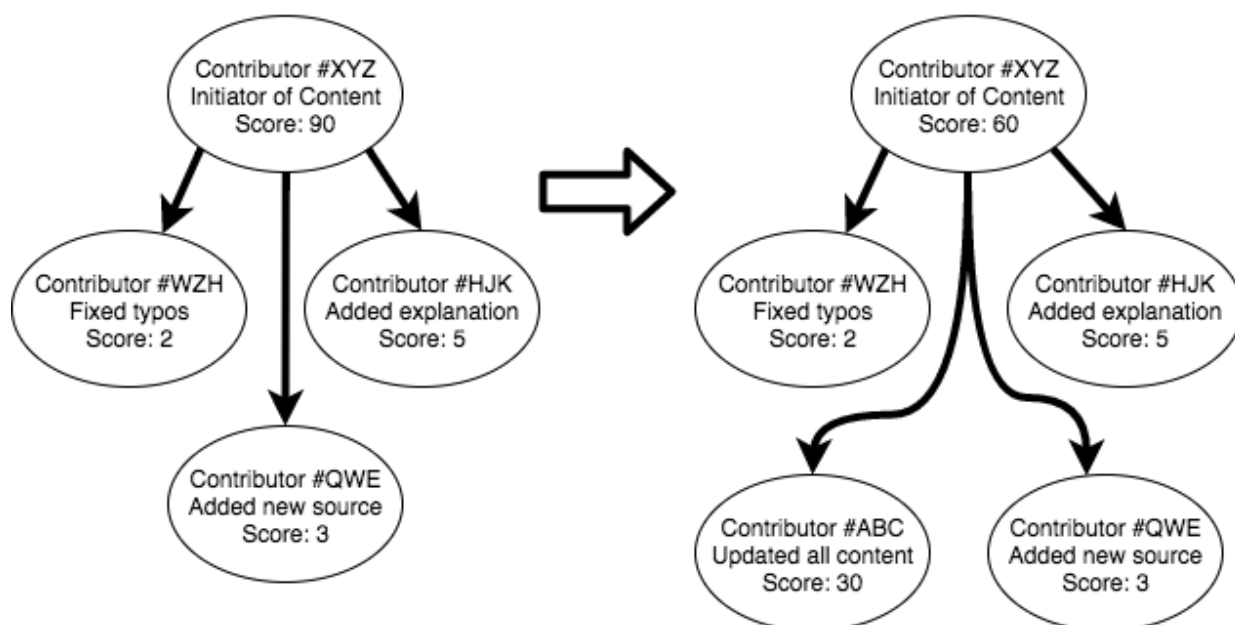 Contributor #XYZ
Initiator of Content
Score: 90
Contributor #WZH
Fixed typos
Score: 2
Contributor #HJK
Added explanation
Score: 5
Contributor #QWE
Added new source
Score: 3
Contributor #XYZ
Initiator of Content
Score: 60
Contributor #WZH
Fixed typos
Score: 2
Contributor #HJK
Added explanation
Score: 5
Contributor #ABC
Updated all content
Score: 30
Contributor #QWE
Added new source
Score: 3